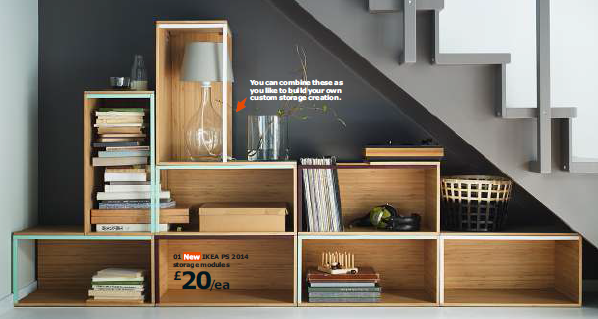 You can combine these as
you like to build your own
custom storage creation.
01 New IKEA PS 2014
storage modules
£20/ea